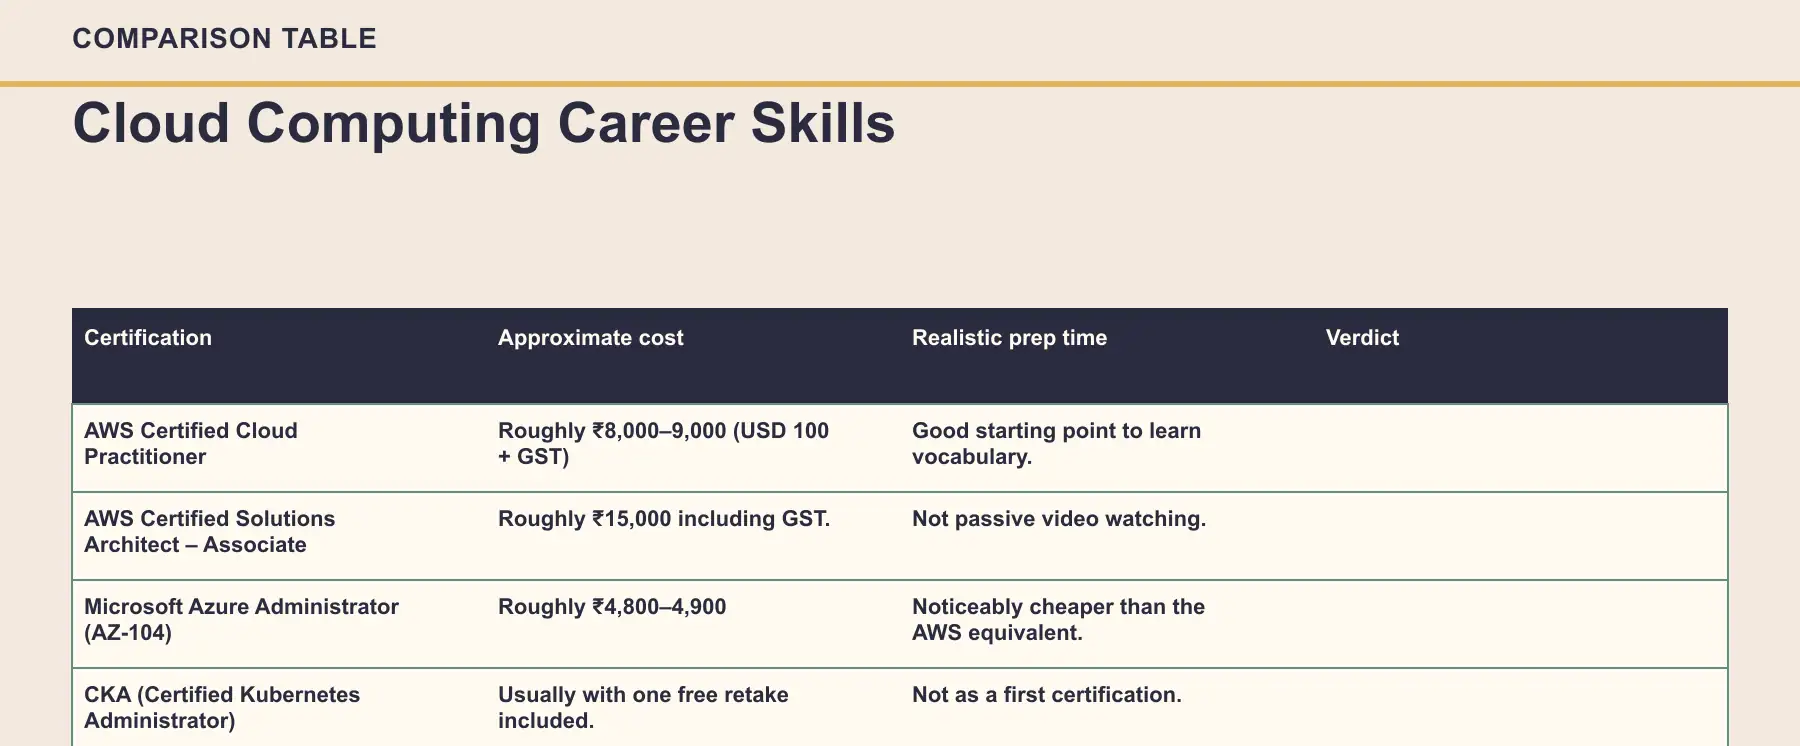 COMPARISON TABLE
Cloud Computing Career Skills
Certification
Approximate cost
Realistic prep time
Verdict
AWS Certified Cloud
Practitioner
Roughly ₹8,000–9,000 (USD 100
+ GST)
Good starting point to learn
vocabulary.
AWS Certified Solutions
Architect – Associate
Roughly ₹15,000 including GST.
Not passive video watching.
Microsoft Azure Administrator
(AZ-104)
Roughly ₹4,800–4,900
Noticeably cheaper than the
AWS equivalent.
CKA (Certified Kubernetes
Administrator)
Usually with one free retake
included.
Not as a first certification.